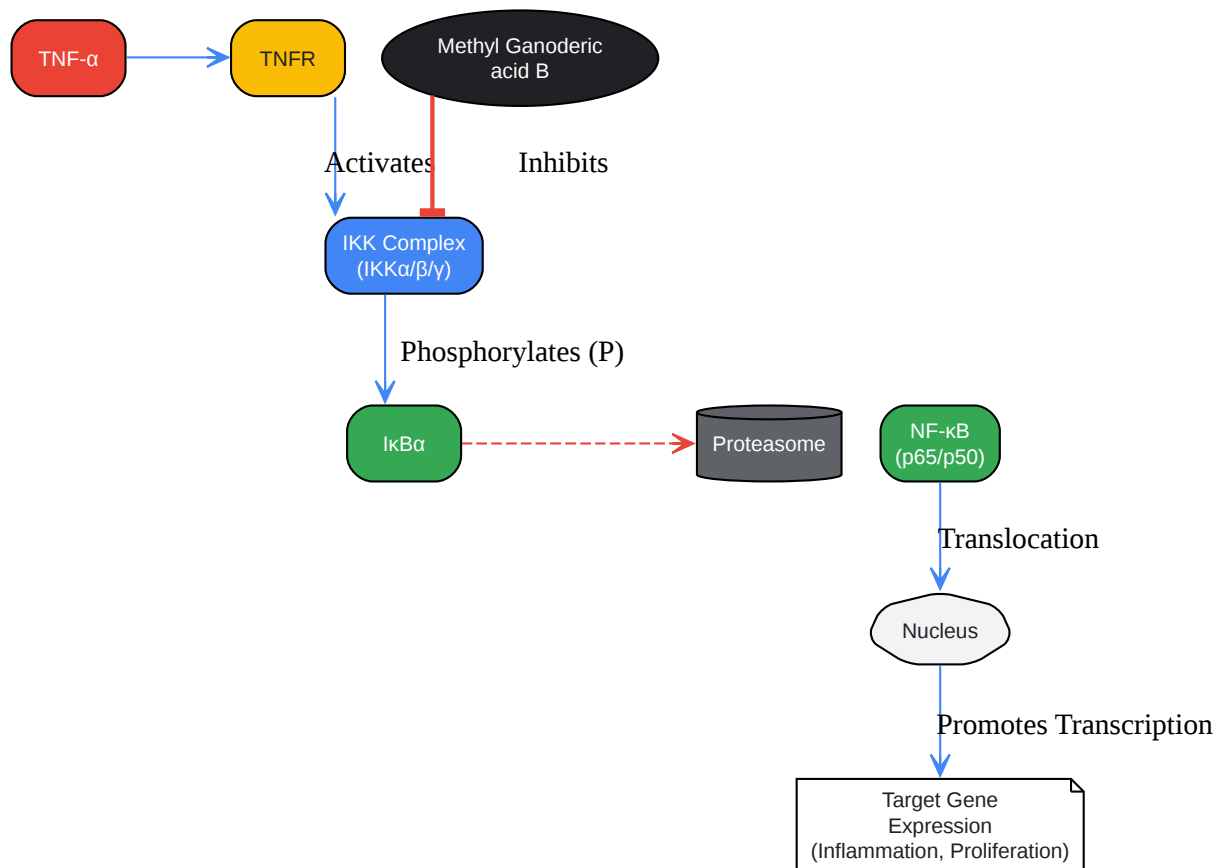 TNF-α
TNFR
Methyl Ganoderic
acid B
Activates
Inhibits
IKK Complex
(IKKα/β/γ)
Phosphorylates (P)
IκBα
Proteasome
NF-κB
(p65/p50)
Translocation
Nucleus
Promotes Transcription
Target Gene
Expression
(Inflammation, Proliferation)